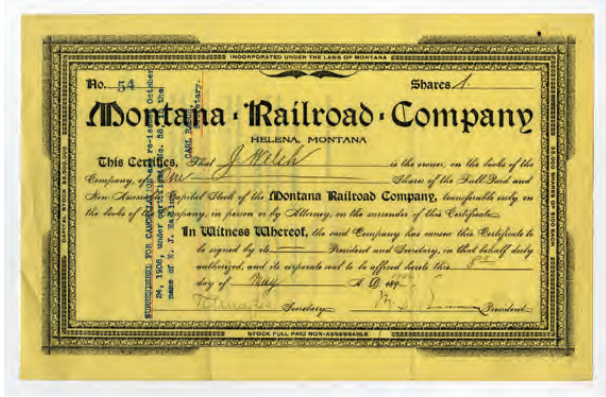 INCORPORATED UNDER THE LAWS OF MONTANA
No. 54 Shares 1.
Montana Railroad Company
HELENA, MONTANA
This Certifies, That J. Welch is the owner, on the books of the
Company, of One Shares of the Full Paid and
Non Assessable Capital Stock of the Montana Railroad Company, transferable only on
the books of the Company, in person or by Attorney, on the surrender of this Certificate.
In Witness Whereof, the said Company has caused this Certificate to
be signed by its President and Secretary, in that behalf duly
authorized, and its corporate seal to be affixed hereto this 8th
day of May A.D. 189
Secretary. President.
STOCK FULL PAID NON-ASSESSABLE
CAPITAL STOCK
SURRENDERED FOR CANCELLATION and re-issued October
24, 1908, under certificate No. 58, in the
name of R. J.
CARL
Secretary.